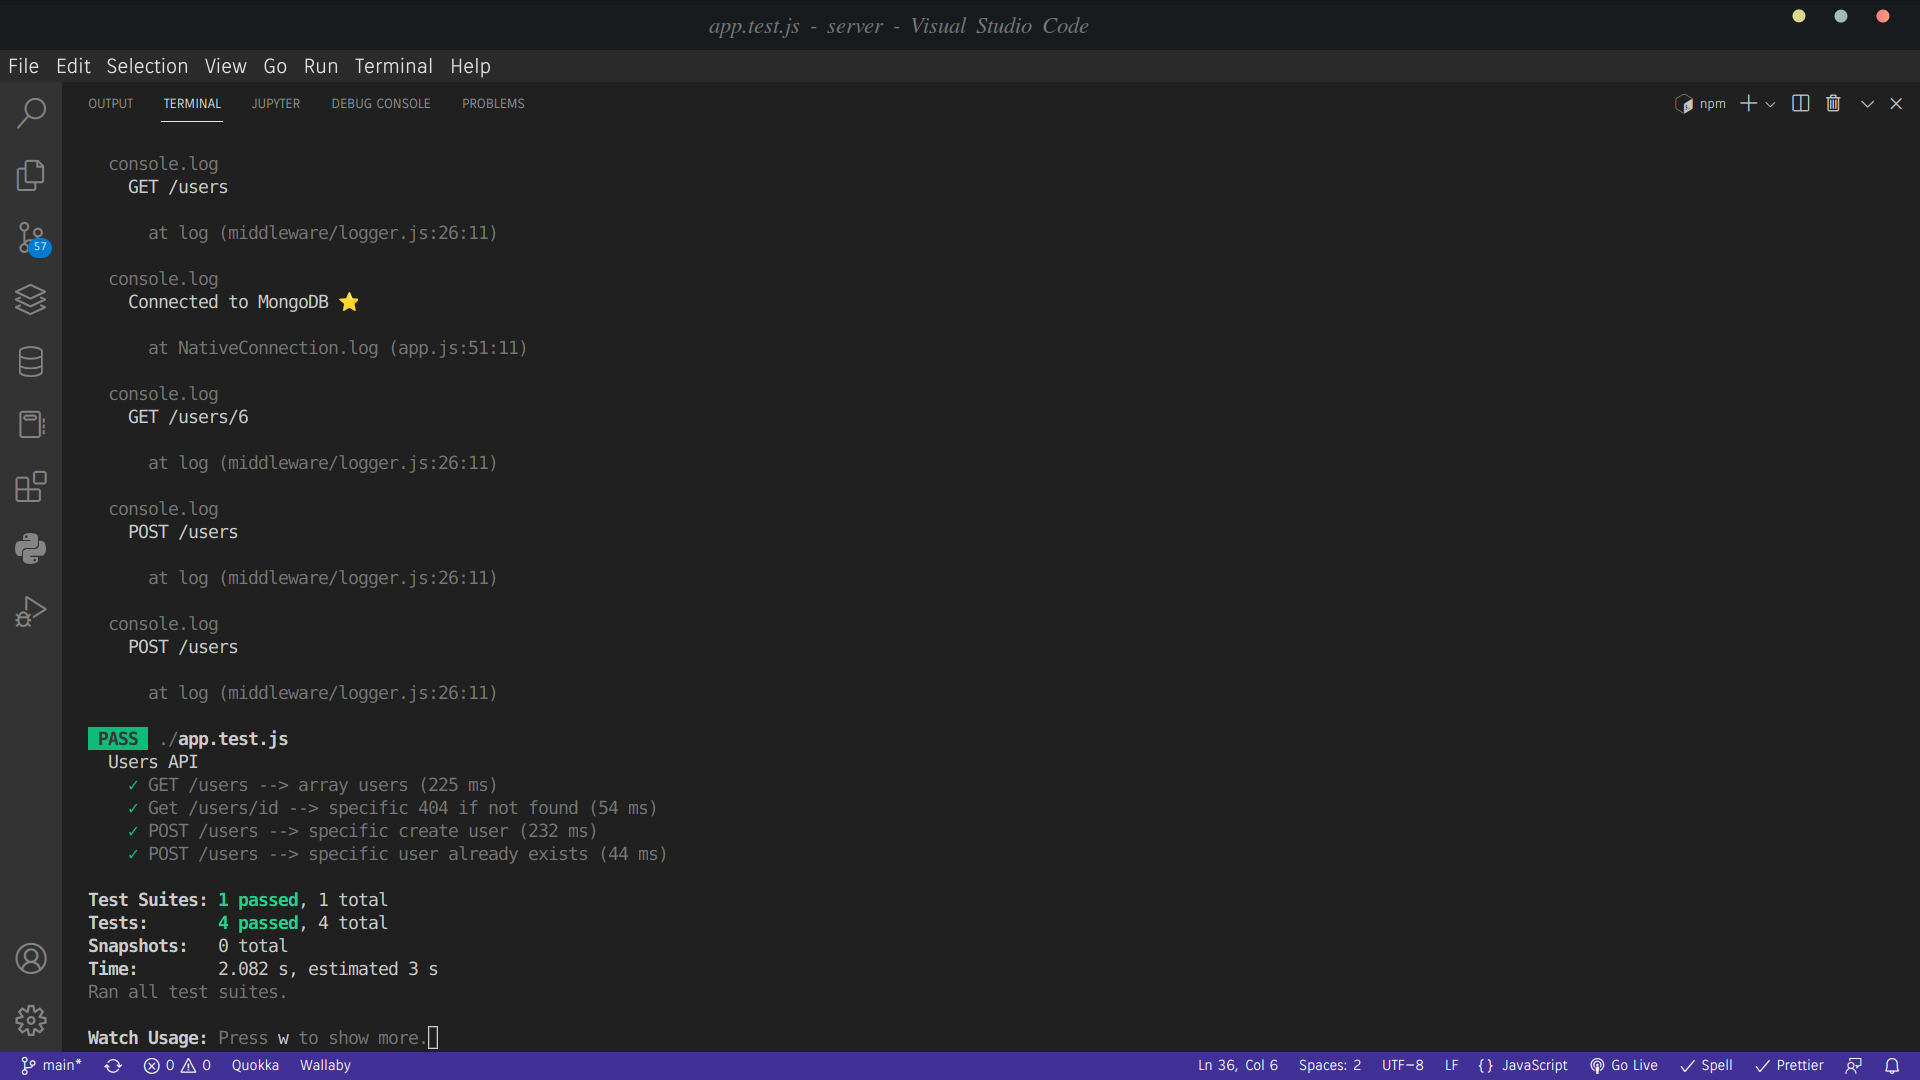 app.test.js - server - Visual Studio Code
File Edit Selection View Go Run Terminal Help
OUTPUT TERMINAL JUPYTER DEBUG CONSOLE PROBLEMS npm
console.log
GET /users
at log (middleware/logger.js:26:11)
console.log
Connected to MongoDB ⭐
at NativeConnection.log (app.js:51:11)
console.log
GET /users/6
at log (middleware/logger.js:26:11)
console.log
POST /users
at log (middleware/logger.js:26:11)
console.log
POST /users
at log (middleware/logger.js:26:11)
PASS ./app.test.js
Users API
✓ GET /users --> array users (225 ms)
✓ Get /users/id --> specific 404 if not found (54 ms)
✓ POST /users --> specific create user (232 ms)
✓ POST /users --> specific user already exists (44 ms)
Test Suites: 1 passed, 1 total
Tests: 4 passed, 4 total
Snapshots: 0 total
Time: 2.082 s, estimated 3 s
Ran all test suites.
Watch Usage: Press w to show more.
57
main* 0 0 Quokka Wallaby Ln 36, Col 6 Spaces: 2 UTF-8 LF {} JavaScript Go Live ✓ Spell ✓ Prettier